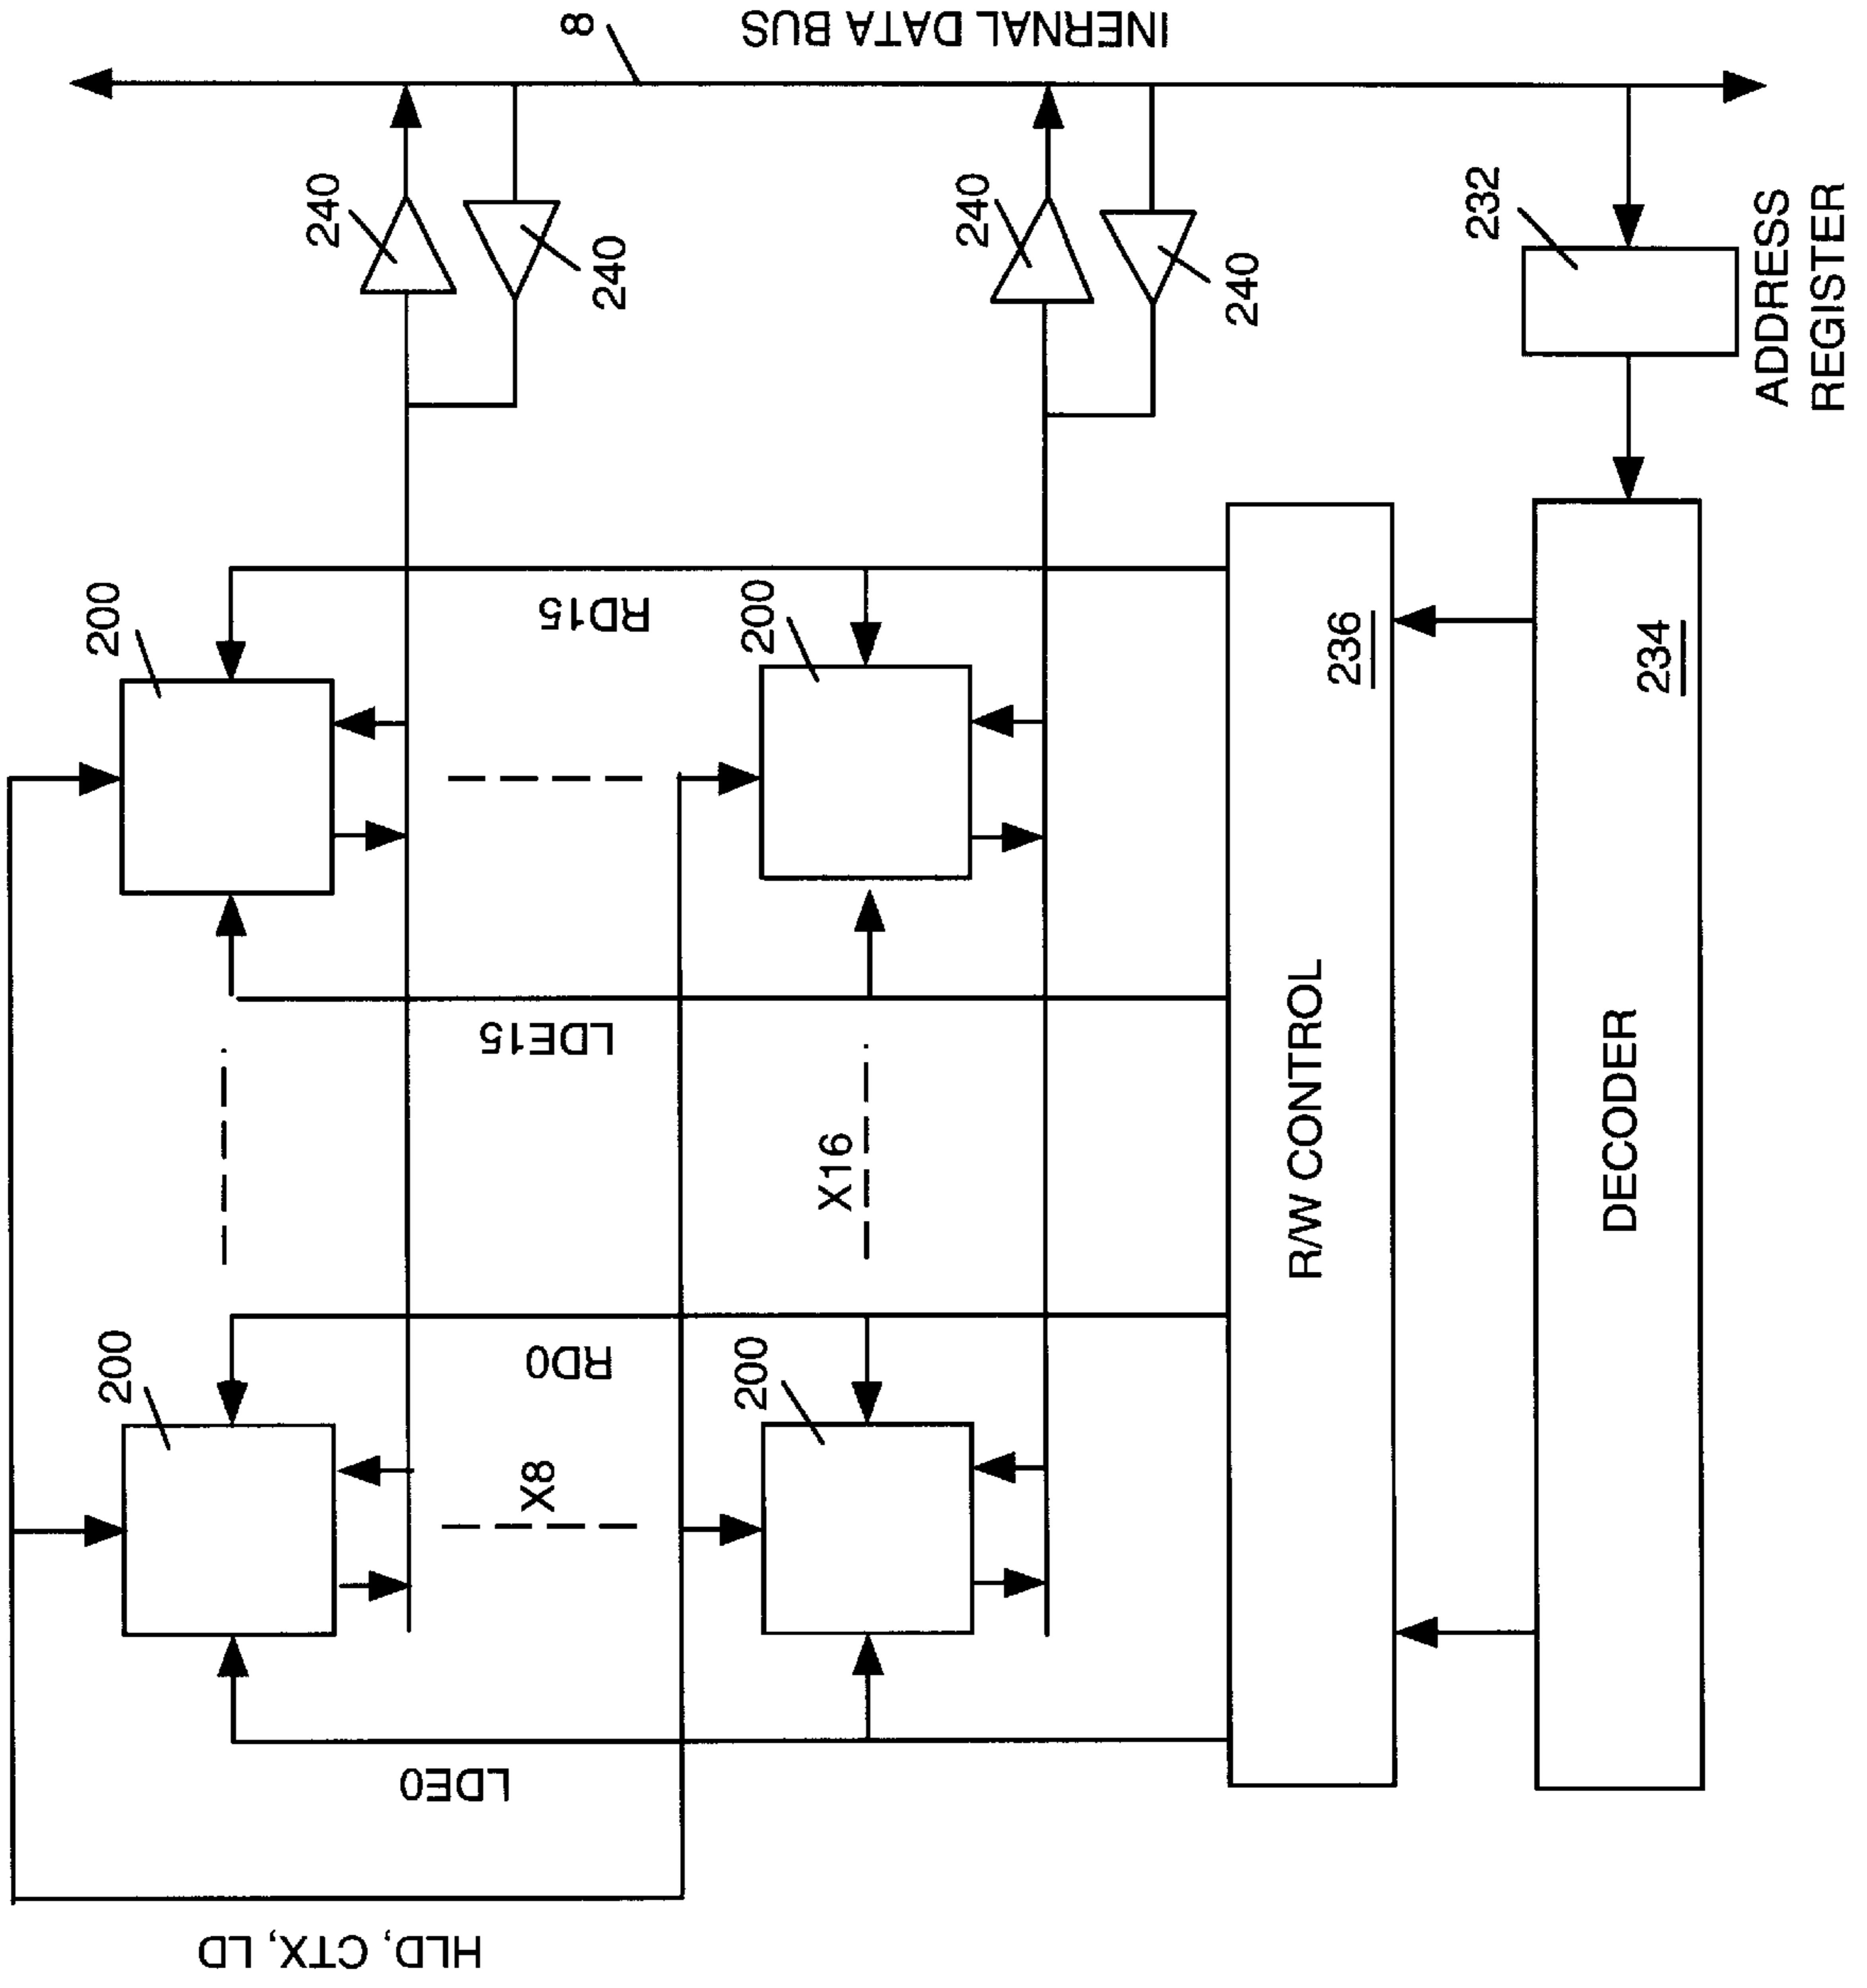 8
INERNAL DATA BUS
240
240
240
240
232
ADDRESS
REGISTER
200
RD15
200
236
234
LDE15
X16
R/W CONTROL
DECODER
200
RD0
X8
200
LDE0
HLD, CTX, LD